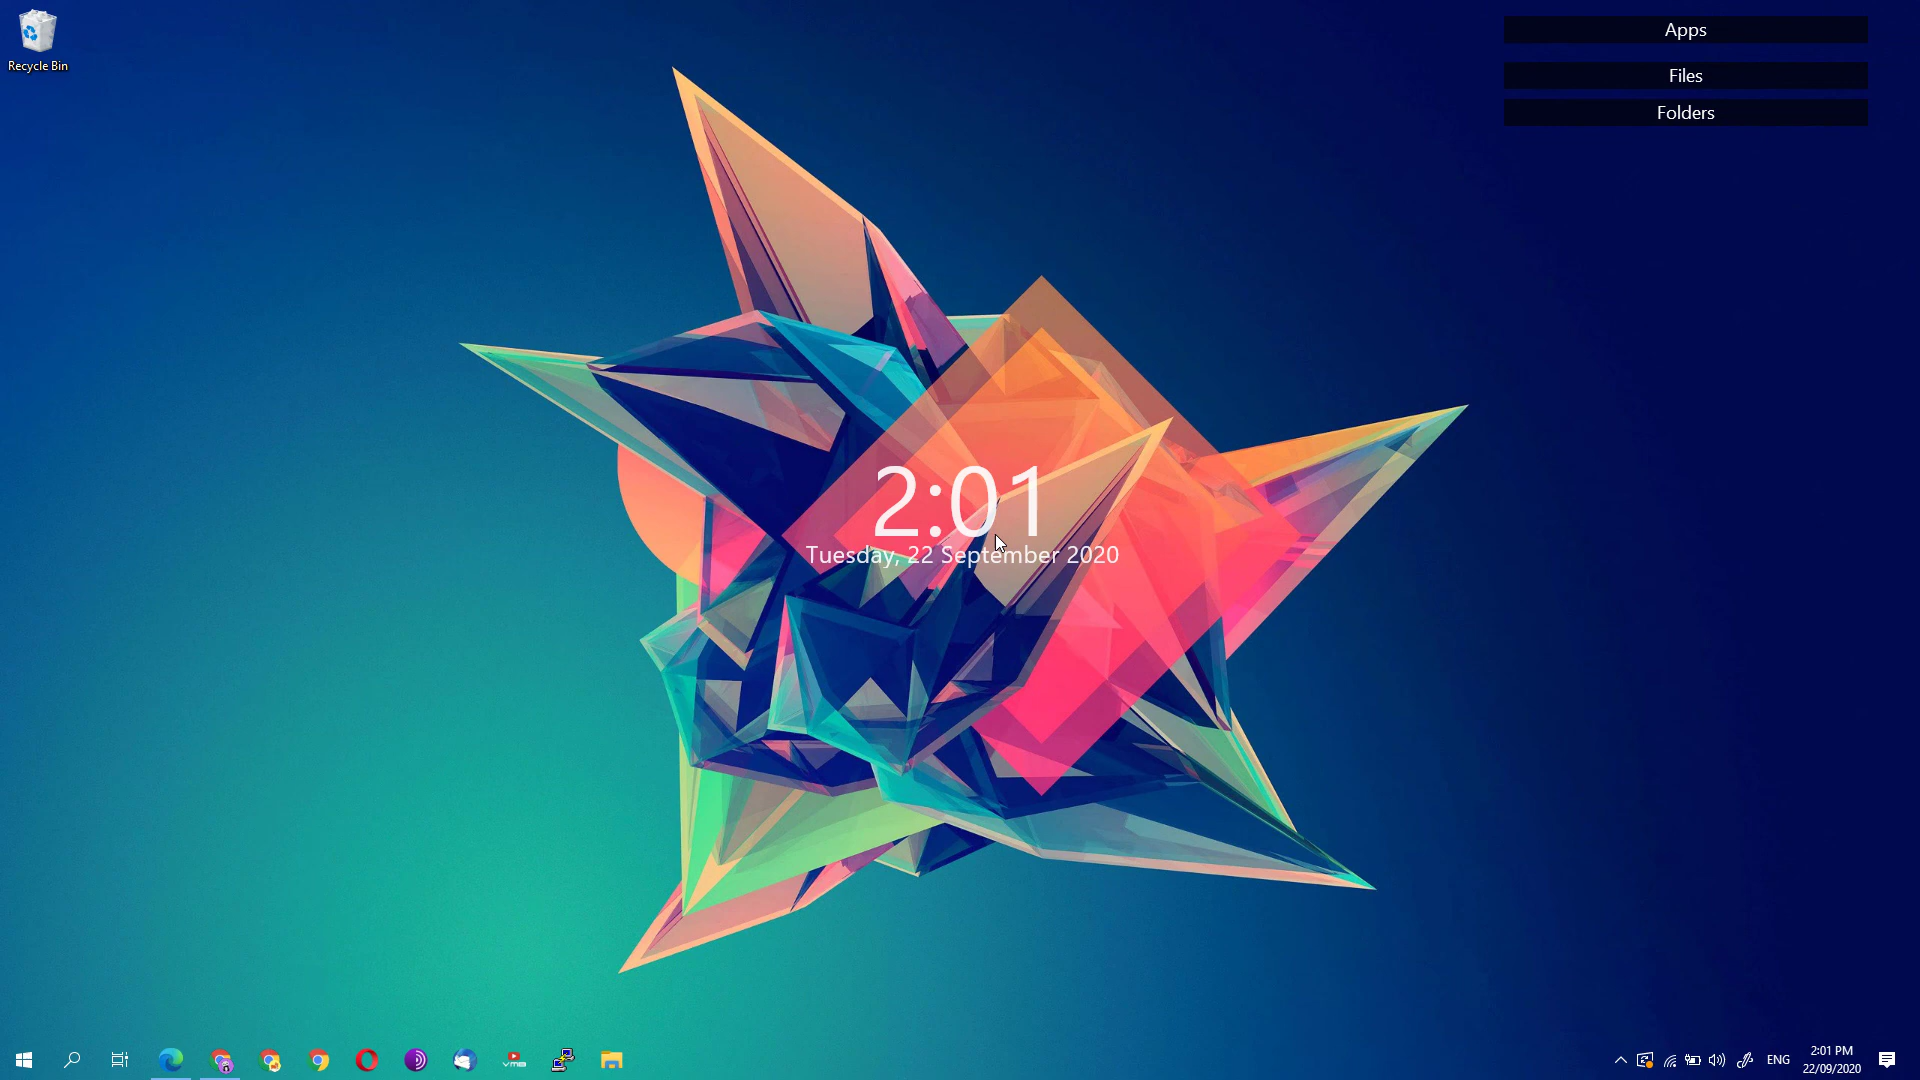 Recycle Bin
Apps
Files
Folders
2:01
Tuesday, 22 September 2020
ENG
2:01 PM
22/09/2020